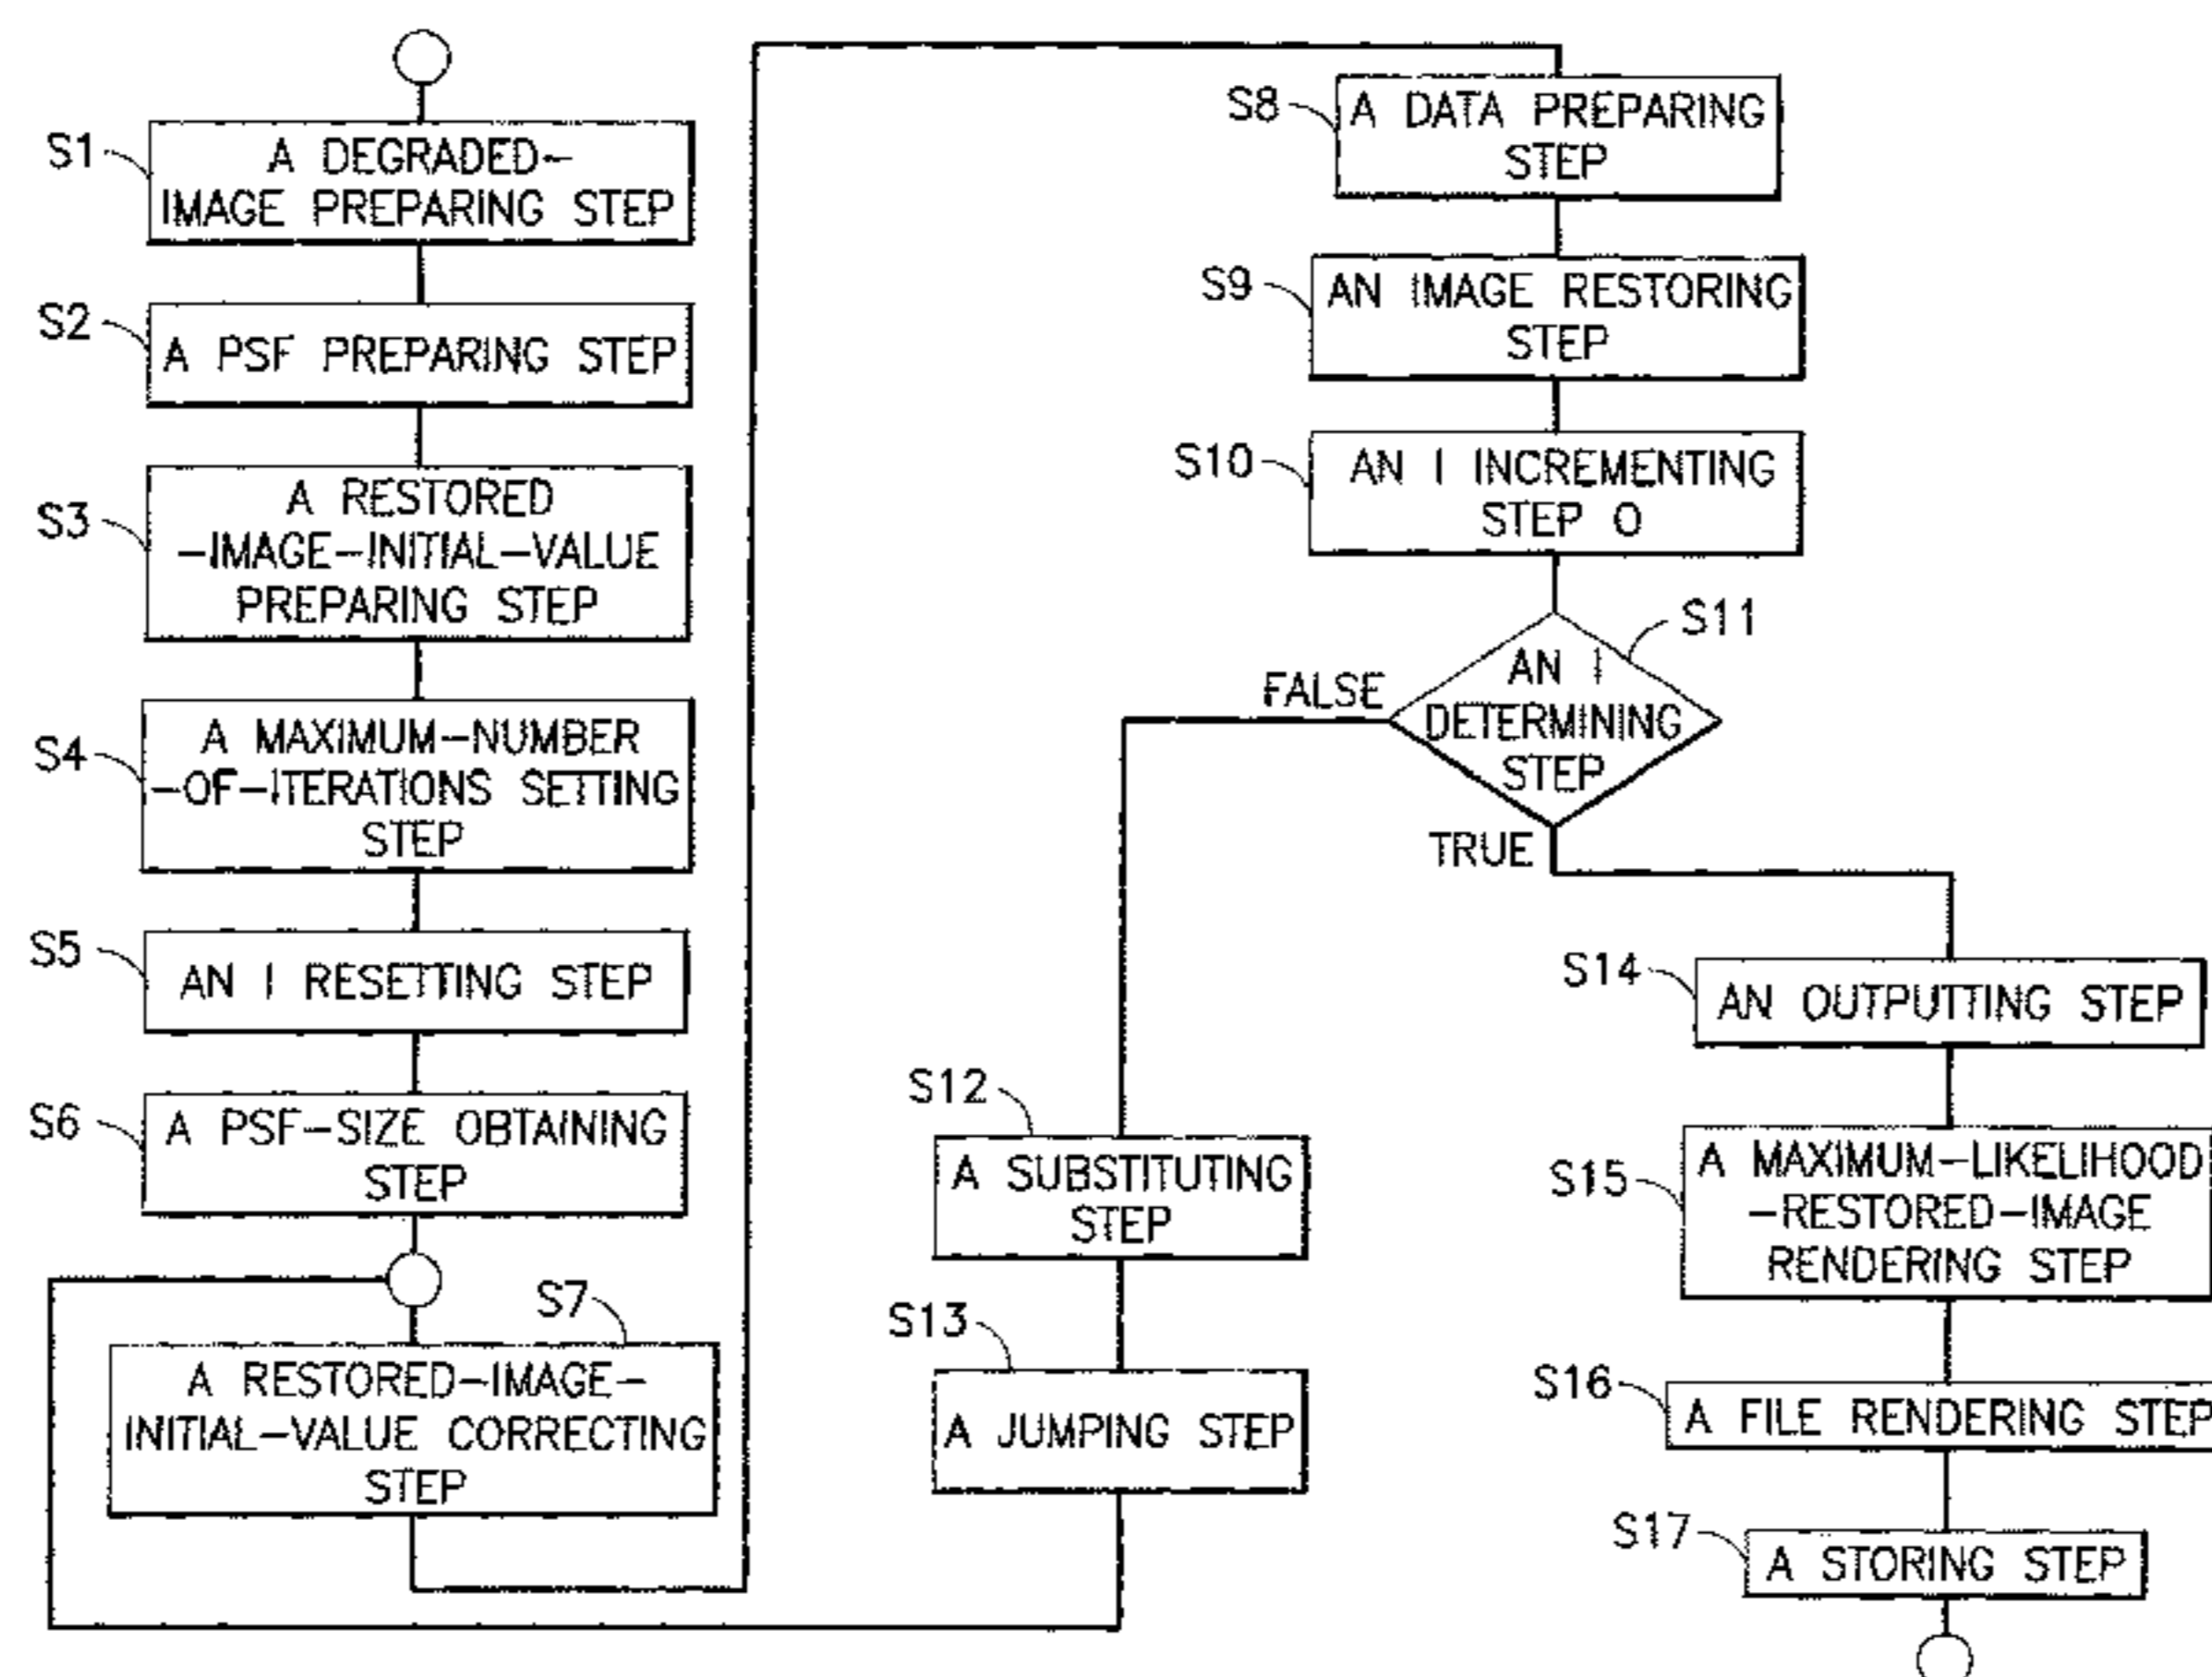 S1
A DEGRADED-
IMAGE PREPARING STEP
S2
A PSF PREPARING STEP
S3
A RESTORED
-IMAGE-INITIAL-VALUE
PREPARING STEP
S4
A MAXIMUM-NUMBER
-OF-ITERATIONS SETTING
STEP
S5
AN I RESETTING STEP
S6
A PSF-SIZE OBTAINING
STEP
S7
A RESTORED-IMAGE-
INITIAL-VALUE CORRECTING
STEP
S8
A DATA PREPARING
STEP
S9
AN IMAGE RESTORING
STEP
S10
AN I INCREMENTING
STEP O
S11
AN I
DETERMINING
STEP
FALSE
TRUE
S12
A SUBSTITUTING
STEP
S13
A JUMPING STEP
S14
AN OUTPUTTING STEP
S15
A MAXIMUM-LIKELIHOOD
-RESTORED-IMAGE
RENDERING STEP
S16
A FILE RENDERING STEP
S17
A STORING STEP